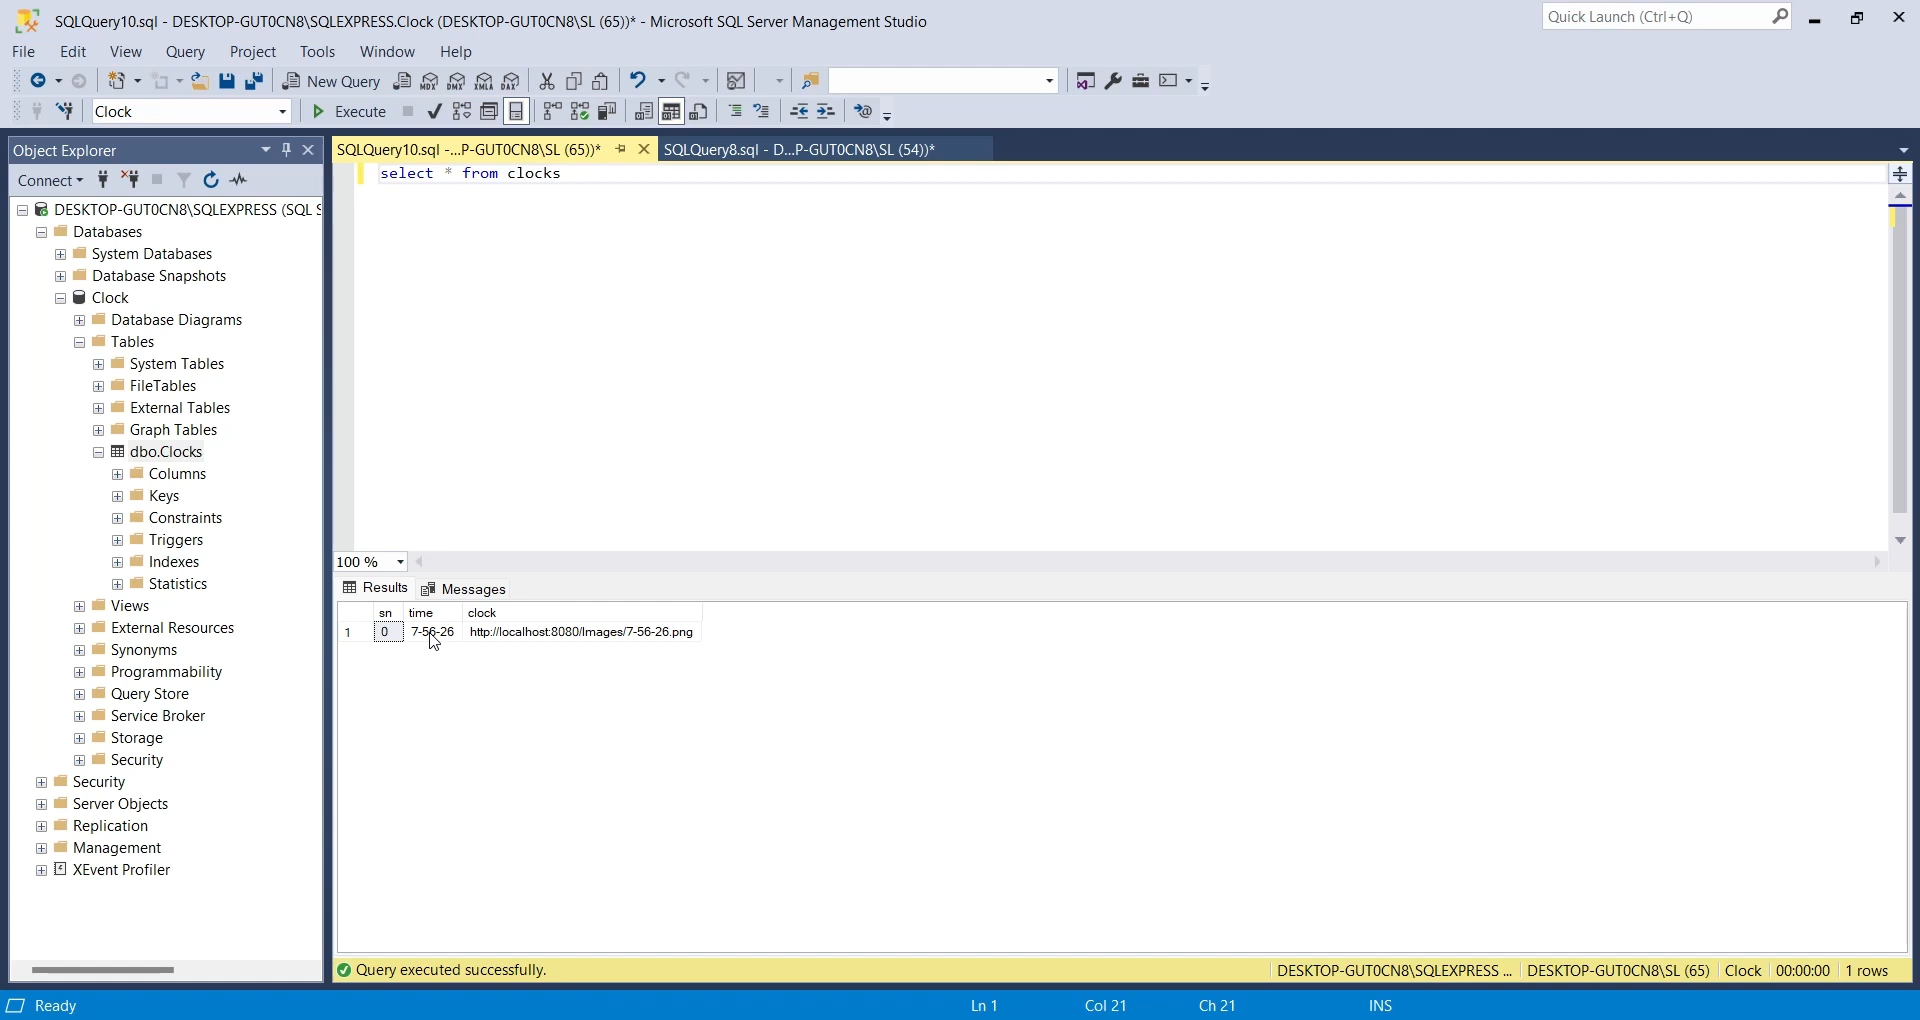 SQLQuery10.sql - DESKTOP-GUT0CN8\SQLEXPRESS.Clock (DESKTOP-GUT0CN8\SL (65))* - Microsoft SQL Server Management Studio
Quick Launch (Ctrl+Q)
File Edit View Query Project Tools Window Help
New Query MDX DMX XMLA DAX
Clock Execute
Object Explorer
SQLQuery10.sql -...P-GUT0CN8\SL (65))* SQLQuery8.sql - D...P-GUT0CN8\SL (54))*
Connect
select * from clocks
DESKTOP-GUT0CN8\SQLEXPRESS (SQL S
Databases
System Databases
Database Snapshots
Clock
Database Diagrams
Tables
System Tables
FileTables
External Tables
Graph Tables
dbo.Clocks
Columns
Keys
Constraints
Triggers
Indexes
Statistics
Views
External Resources
Synonyms
Programmability
Query Store
Service Broker
Storage
Security
Security
Server Objects
Replication
Management
XEvent Profiler
100 %
Results Messages
sn time clock
1 0 7-56-26 http://localhost:8080/Images/7-56-26.png
Query executed successfully. DESKTOP-GUT0CN8\SQLEXPRESS ... DESKTOP-GUT0CN8\SL (65) Clock 00:00:00 1 rows
Ready Ln 1 Col 21 Ch 21 INS